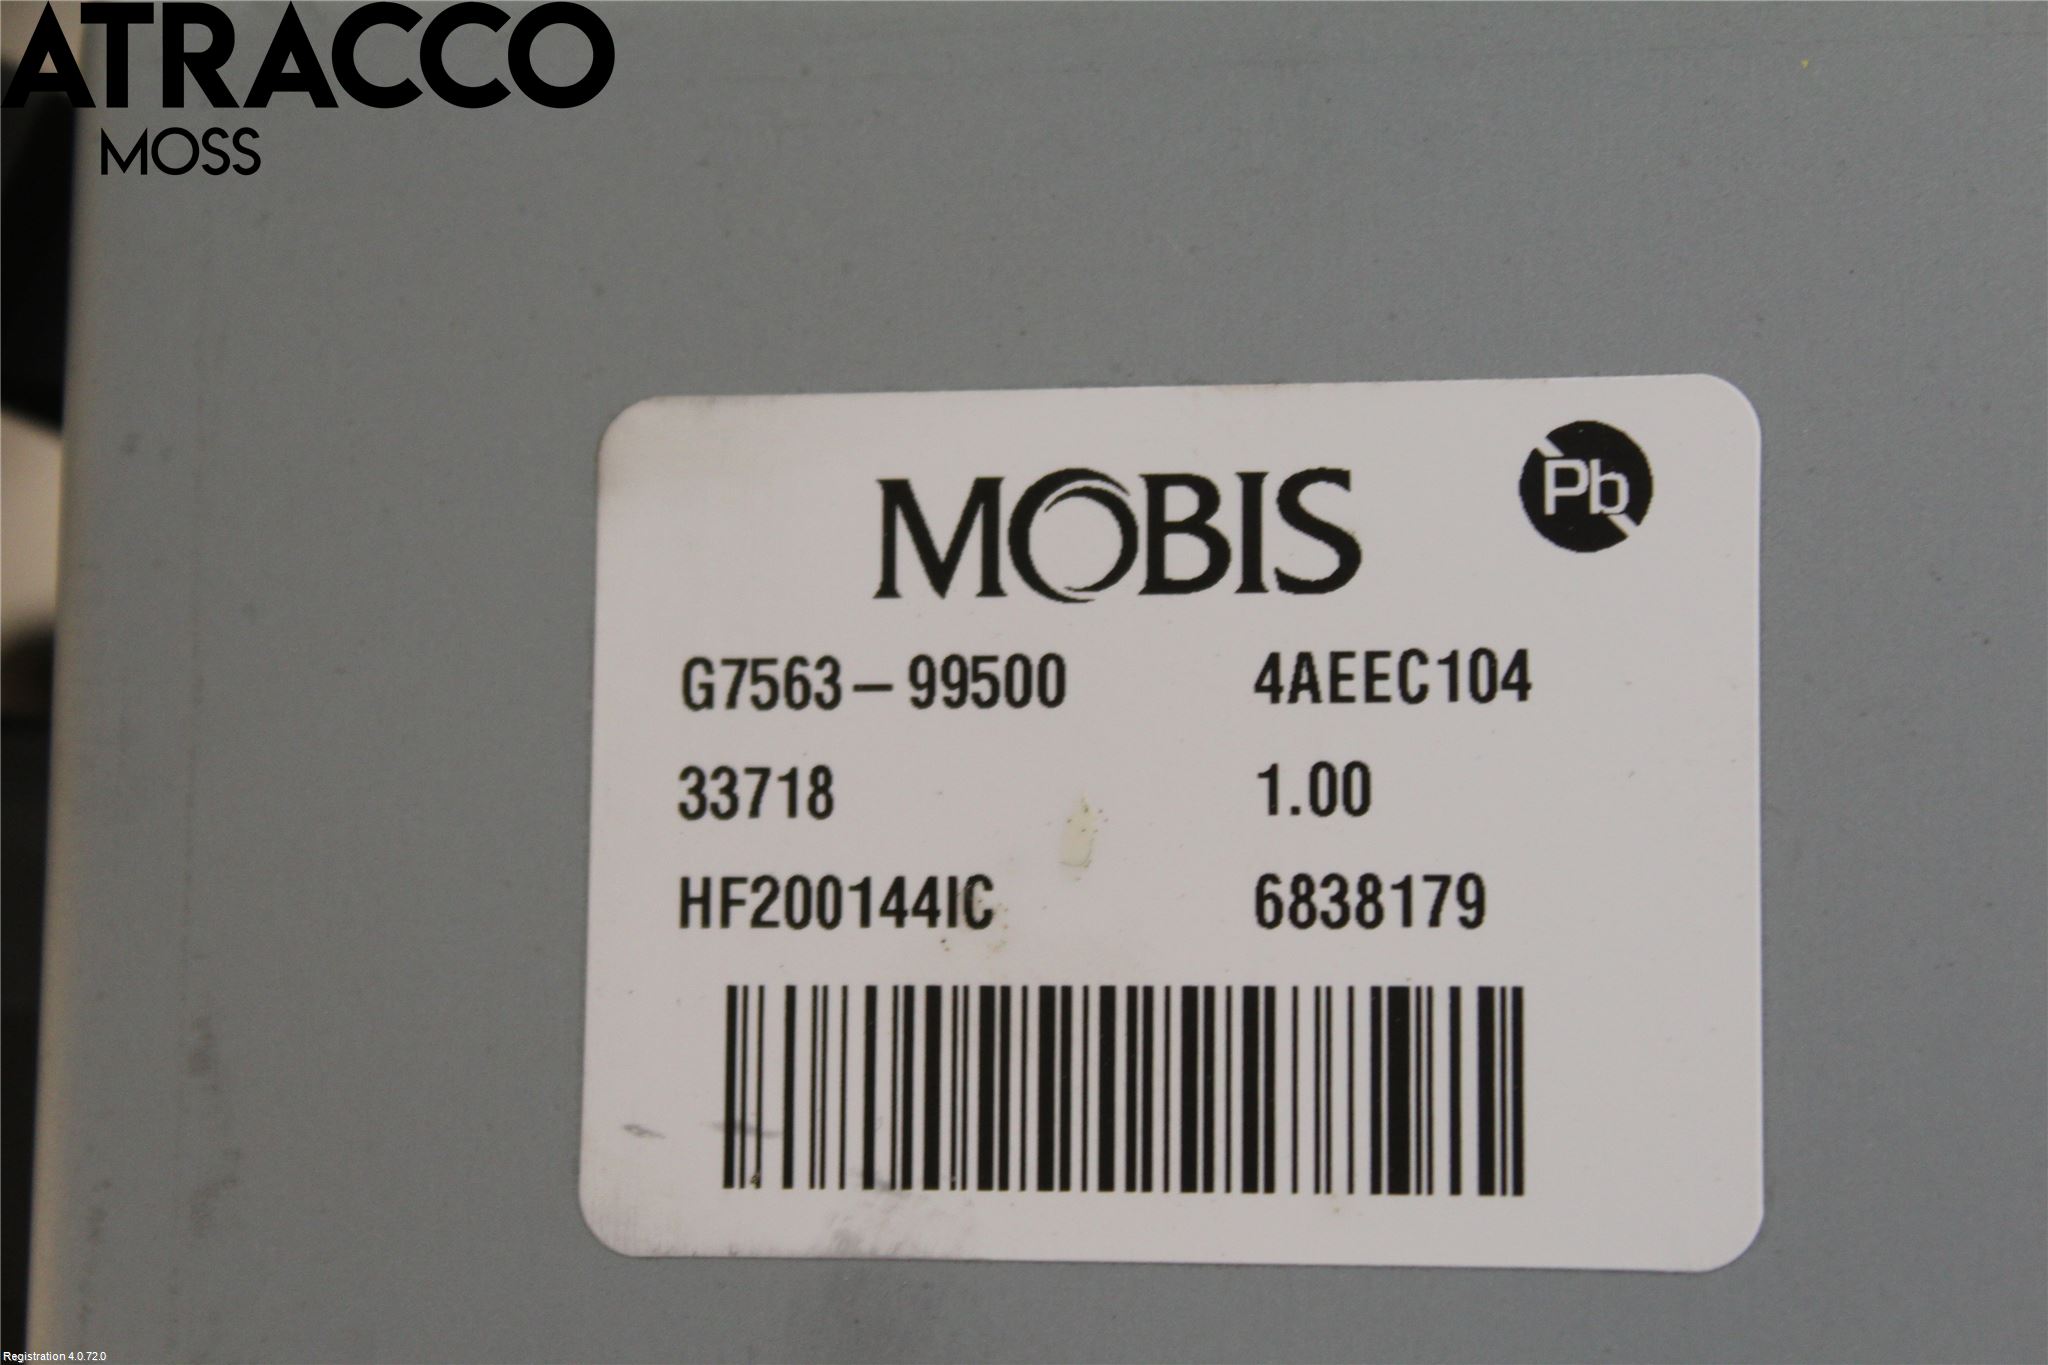 ATRACCO
MOSS
MOBIS
Pb
G7563-99500 4AEEC104
33718 1.00
HF200144IC 6838179
Registration 4.0.72.0